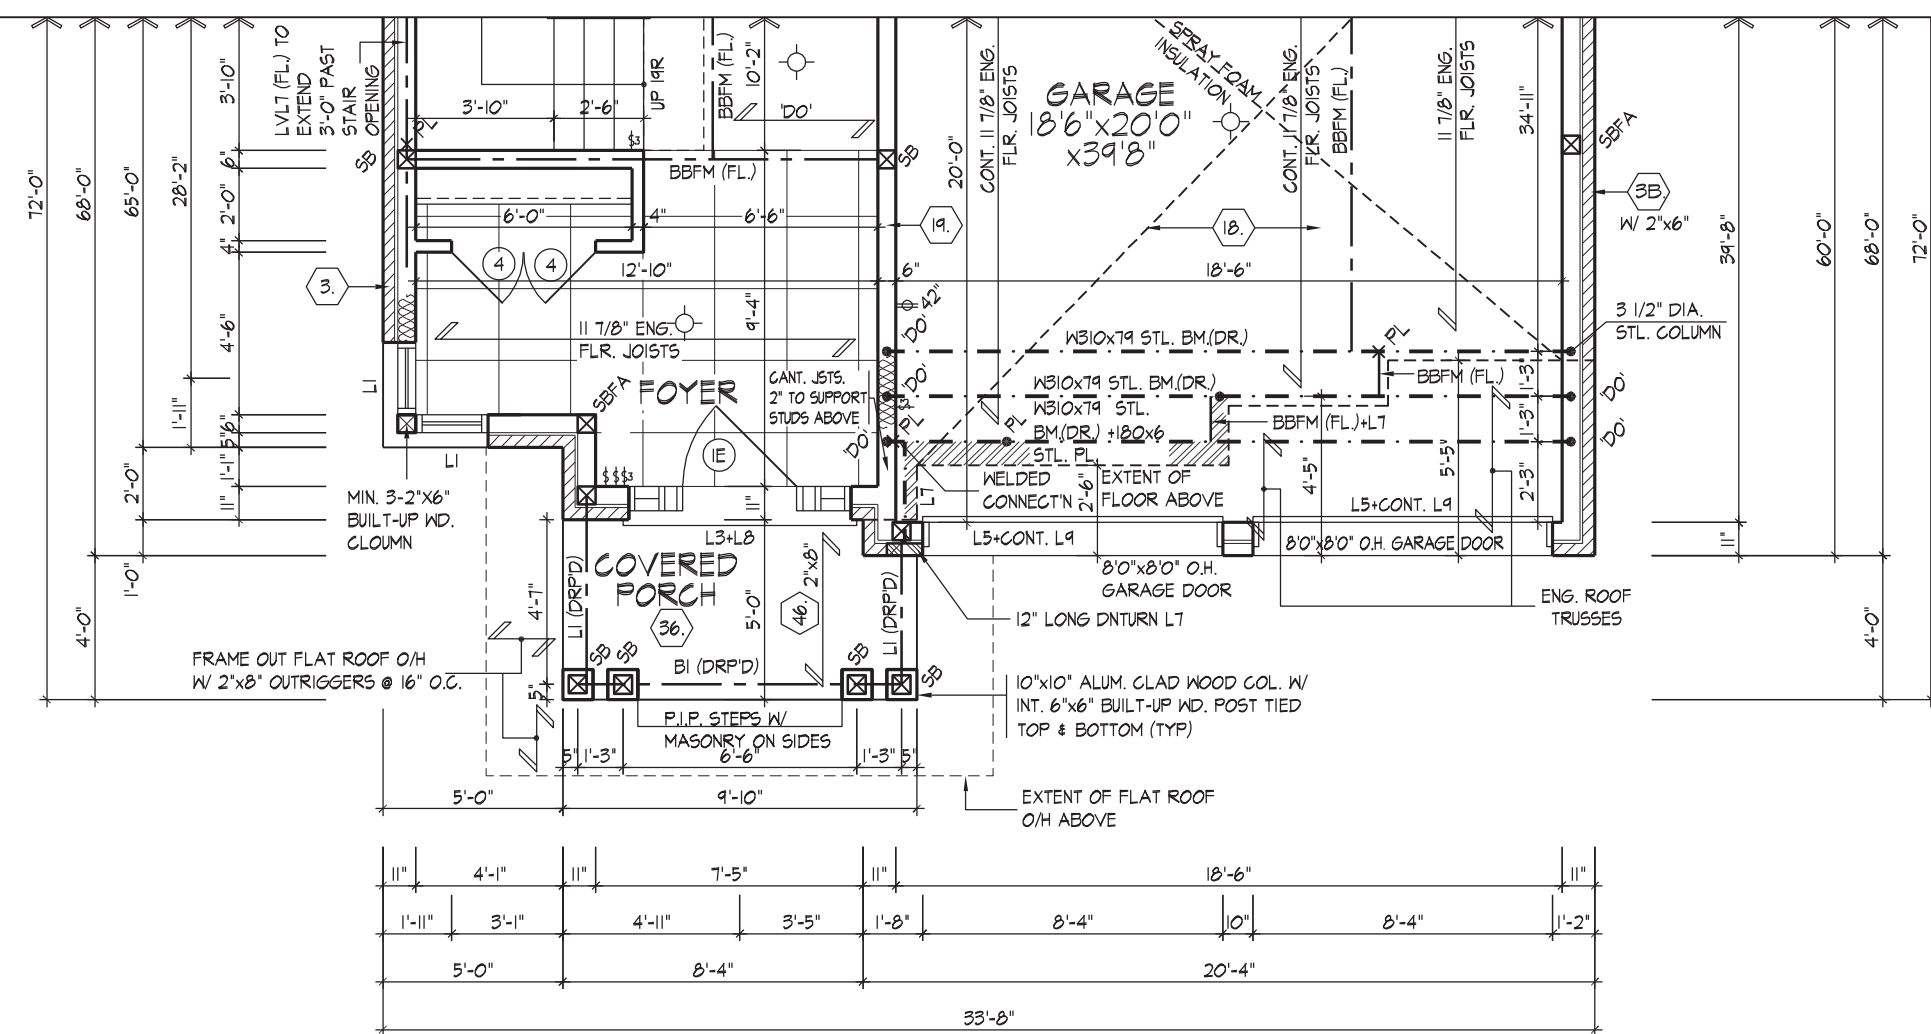 LVL7 (FL.) TO
EXTEND
3'-0" PAST
STAIR
OPENING
PL
SB
3'-10"
2'-6"
UP 19R
$3
BBFM (FL.)
10'-2"
'DO'
BBFM (FL.)
SB
20'-0"
CONT. 11 7/8" ENG.
FLR. JOISTS
GARAGE
18'6"x20'0"
x39'8"
SPRAY FOAM
INSULATION
CONT. 11 7/8" ENG.
FLR. JOISTS
BBFM (FL.)
11 7/8" ENG.
FLR. JOISTS
34'-11"
SBFA
3B.
W/ 2"x6"
72'-0"
68'-0"
65'-0"
28'-2"
3'-10"
6"
2'-0"
4"
4'-6"
1'-11"
5"
6"
1'-1"
11"
2'-0"
1'-0"
4'-0"
39'-8"
60'-0"
68'-0"
72'-0"
11"
4'-0"
6'-0"
4"
6'-6"
19.
18.
4
4
12'-10"
6"
18'-6"
3.
9'-4"
42"
'DO'
11 7/8" ENG.
FLR. JOISTS
W310x79 STL. BM.(DR.)
PL
3 1/2" DIA.
STL. COLUMN
L1
SBFA
FOYER
CANT. JSTS.
2" TO SUPPORT
STUDS ABOVE
'DO'
$3
W310x79 STL. BM.(DR.)
BBFM (FL.)
1'-3"
'DO'
W310x79 STL.
BM.(DR.) +180x6
STL. PL.
PL
PL
BBFM (FL.)+L7
1'-3"
'DO'
'DO'
L1
1E
$$$3
11"
WELDED
CONNECT'N
L7
2'-6"
EXTENT OF
FLOOR ABOVE
4'-5"
5'-5"
2'-3"
MIN. 3-2"X6"
BUILT-UP WD.
CLOUMN
L3+L8
L5+CONT. L9
L5+CONT. L9
8'0"x8'0" O.H. GARAGE DOOR
8'0"x8'0" O.H.
GARAGE DOOR
COVERED
PORCH
36.
46.
2"x8"
5'-0"
4'-7"
5"
L1 (DRP'D)
L1 (DRP'D)
12" LONG DNTURN L7
ENG. ROOF
TRUSSES
FRAME OUT FLAT ROOF O/H
W/ 2"x8" OUTRIGGERS @ 16" O.C.
SB
SB
B1 (DRP'D)
SB
SB
10"x10" ALUM. CLAD WOOD COL. W/
INT. 6"x6" BUILT-UP WD. POST TIED
TOP & BOTTOM (TYP)
P.I.P. STEPS W/
MASONRY ON SIDES
5"
1'-3"
6'-6"
1'-3"
5"
5'-0"
9'-10"
EXTENT OF FLAT ROOF
O/H ABOVE
11"
4'-1"
11"
7'-5"
11"
18'-6"
11"
1'-11"
3'-1"
4'-11"
3'-5"
1'-8"
8'-4"
10"
8'-4"
1'-2"
5'-0"
8'-4"
20'-4"
33'-8"